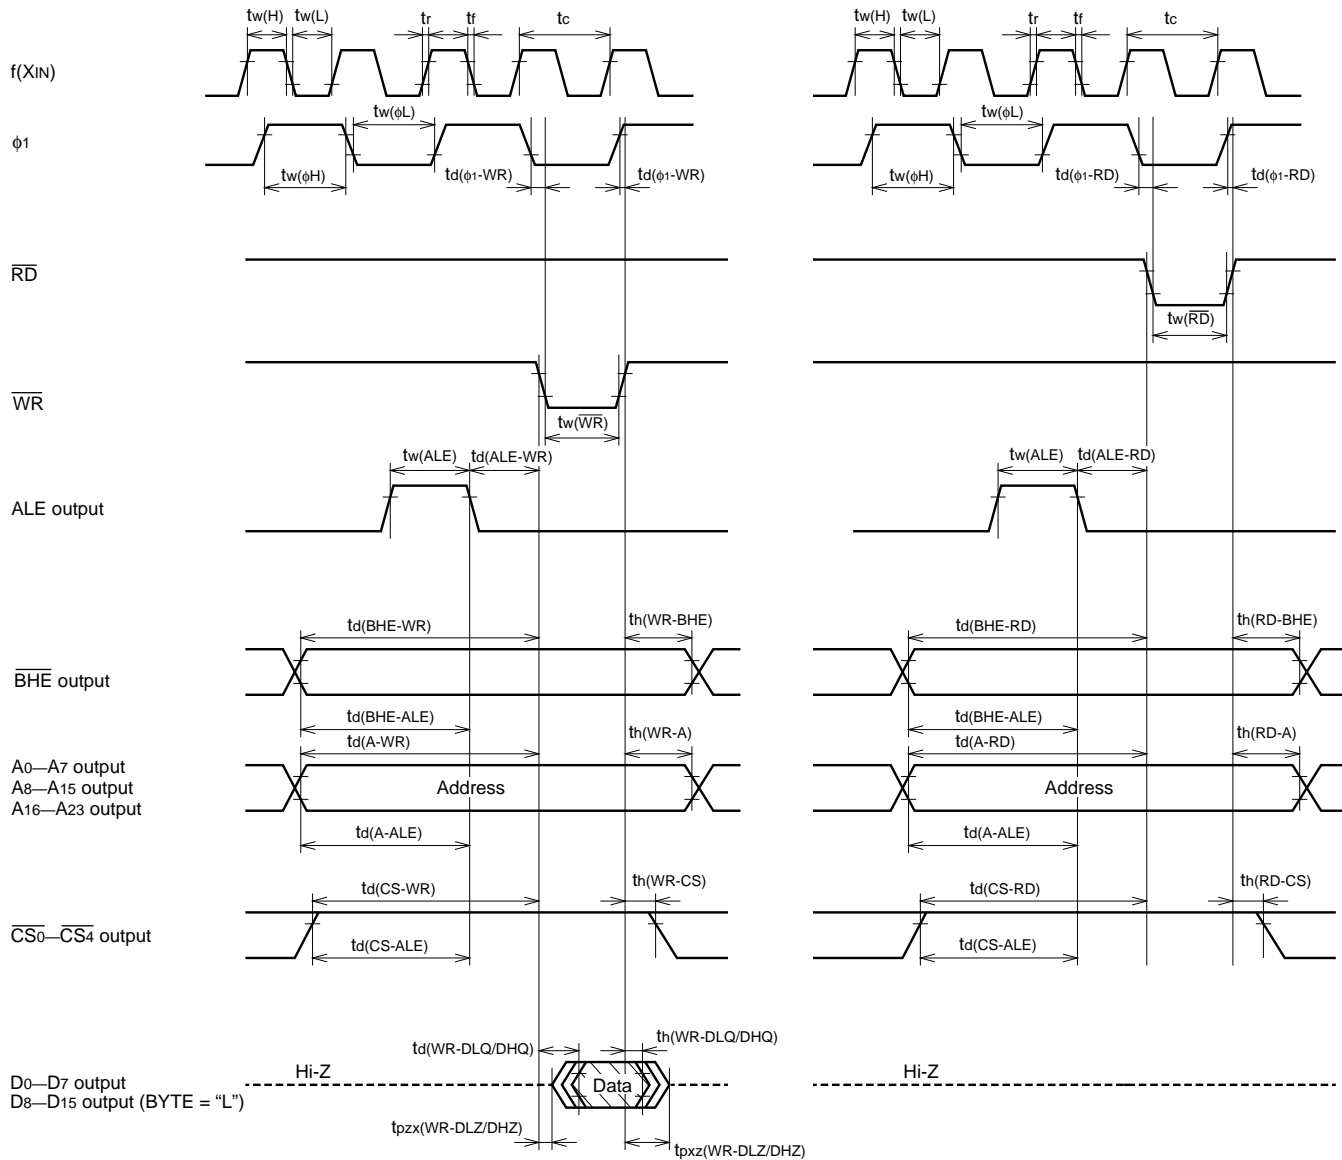 tw(H) tw(L) tr tf tc tw(H) tw(L) tr tf tc
f(XIN)
tw(ϕL) tw(ϕL)
ϕ1
tw(ϕH) td(ϕ1-WR) td(ϕ1-WR) tw(ϕH) td(ϕ1-RD) td(ϕ1-RD)
R̅D̅
tw(R̅D̅)
W̅R̅
tw(W̅R̅)
tw(ALE) td(ALE-WR) tw(ALE) td(ALE-RD)
ALE output
td(BHE-WR) th(WR-BHE) td(BHE-RD) th(RD-BHE)
B̅H̅E̅ output
td(BHE-ALE) td(BHE-ALE)
td(A-WR) th(WR-A) td(A-RD) th(RD-A)
A0—A7 output
A8—A15 output Address Address
A16—A23 output
td(A-ALE) td(A-ALE)
td(CS-WR) th(WR-CS) td(CS-RD) th(RD-CS)
C̅S̅0̅—C̅S̅4̅ output
td(CS-ALE) td(CS-ALE)
td(WR-DLQ/DHQ) th(WR-DLQ/DHQ)
Hi-Z Hi-Z
D0—D7 output Data
D8—D15 output (BYTE = “L”)
tpzx(WR-DLZ/DHZ) tpxz(WR-DLZ/DHZ)